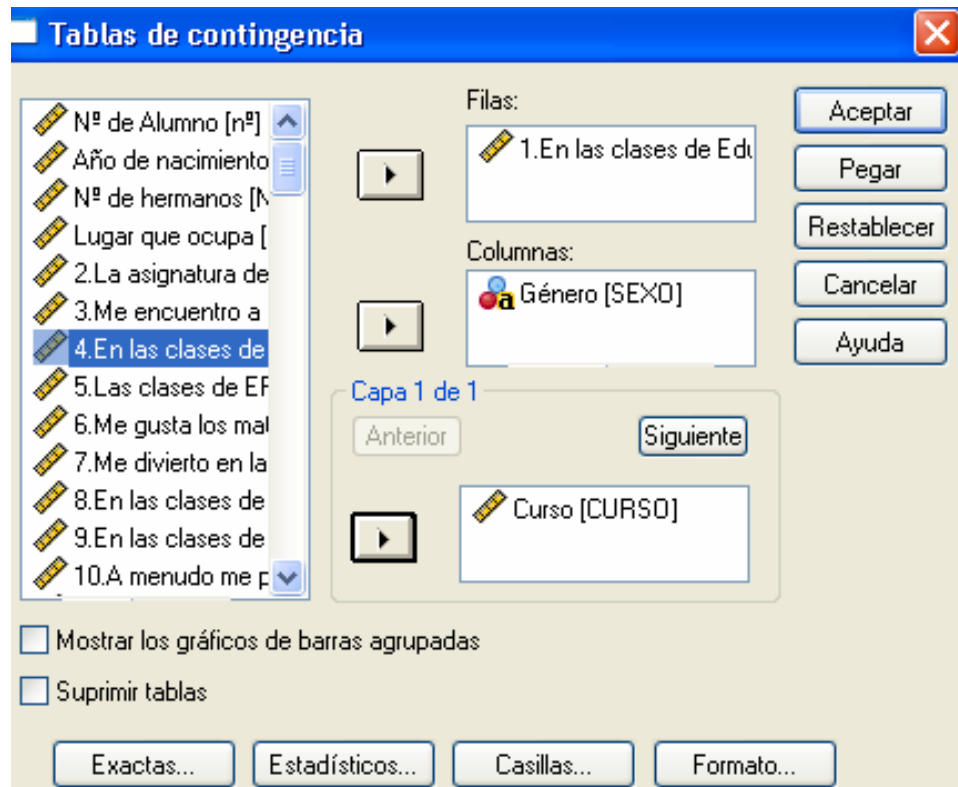 Tablas de contingencia
Nº de Alumno [nº]
Año de nacimiento
Nº de hermanos [N
Lugar que ocupa [
2.La asignatura de
3.Me encuentro a
4.En las clases de
5.Las clases de EF
6.Me gusta los mat
7.Me divierto en la
8.En las clases de
9.En las clases de
10.A menudo me p
Filas:
1.En las clases de Edu
Columnas:
Género [SEXO]
Capa 1 de 1
Anterior
Siguiente
Curso [CURSO]
Aceptar
Pegar
Restablecer
Cancelar
Ayuda
Mostrar los gráficos de barras agrupadas
Suprimir tablas
Exactas...
Estadísticos...
Casillas...
Formato...